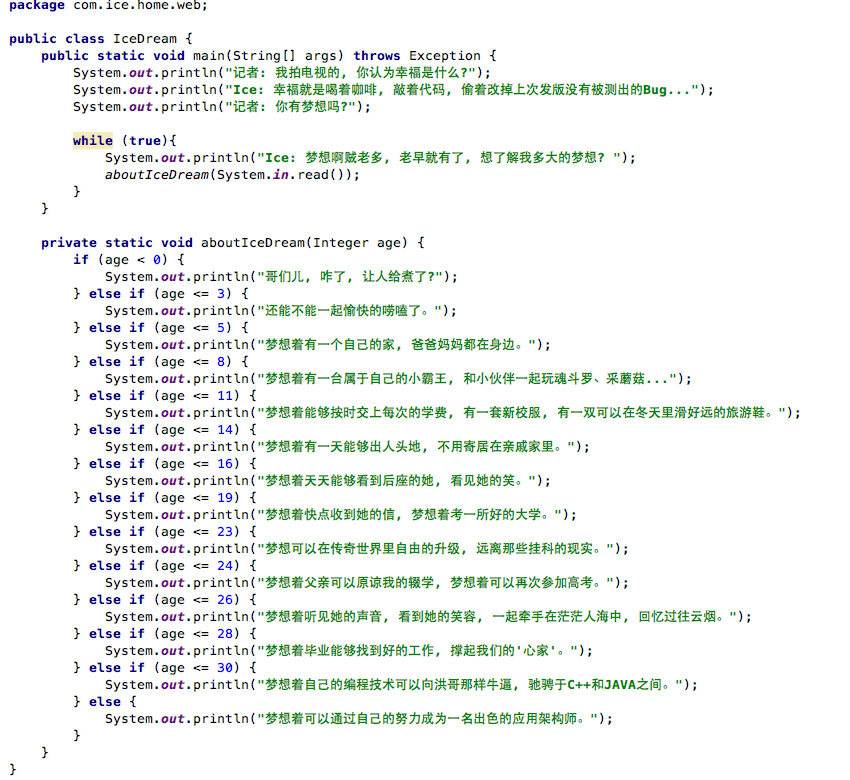 package com.ice.home.web;
public class IceDream {
public static void main(String[] args) throws Exception {
System.out.println("记者: 我拍电视的, 你认为幸福是什么?");
System.out.println("Ice: 幸福就是喝着咖啡, 敲着代码, 偷着改掉上次发版没有被测出的Bug...");
System.out.println("记者: 你有梦想吗?");
while (true){
System.out.println("Ice: 梦想啊贼老多, 老早就有了, 想了解我多大的梦想? ");
aboutIceDream(System.in.read());
}
}
private static void aboutIceDream(Integer age) {
if (age < 0) {
System.out.println("哥们儿, 咋了, 让人给煮了?");
} else if (age <= 3) {
System.out.println("还能不能一起愉快的唠嗑了。");
} else if (age <= 5) {
System.out.println("梦想着有一个自己的家, 爸爸妈妈都在身边。");
} else if (age <= 8) {
System.out.println("梦想着有一台属于自己的小霸王, 和小伙伴一起玩魂斗罗、采蘑菇...");
} else if (age <= 11) {
System.out.println("梦想着能够按时交上每次的学费, 有一套新校服, 有一双可以在冬天里滑好远的旅游鞋。");
} else if (age <= 14) {
System.out.println("梦想着有一天能够出人头地, 不用寄居在亲戚家里。");
} else if (age <= 16) {
System.out.println("梦想着天天能够看到后座的她, 看见她的笑。");
} else if (age <= 19) {
System.out.println("梦想着快点收到她的信, 梦想着考一所好的大学。");
} else if (age <= 23) {
System.out.println("梦想可以在传奇世界里自由的升级, 远离那些挂科的现实。");
} else if (age <= 24) {
System.out.println("梦想着父亲可以原谅我的辍学, 梦想着可以再次参加高考。");
} else if (age <= 26) {
System.out.println("梦想着听见她的声音, 看到她的笑容, 一起牵手在茫茫人海中, 回忆过往云烟。");
} else if (age <= 28) {
System.out.println("梦想着毕业能够找到好的工作, 撑起我们的'心家'。");
} else if (age <= 30) {
System.out.println("梦想着自己的编程技术可以向洪哥那样牛逼, 驰骋于C++和JAVA之间。");
} else {
System.out.println("梦想着可以通过自己的努力成为一名出色的应用架构师。");
}
}
}